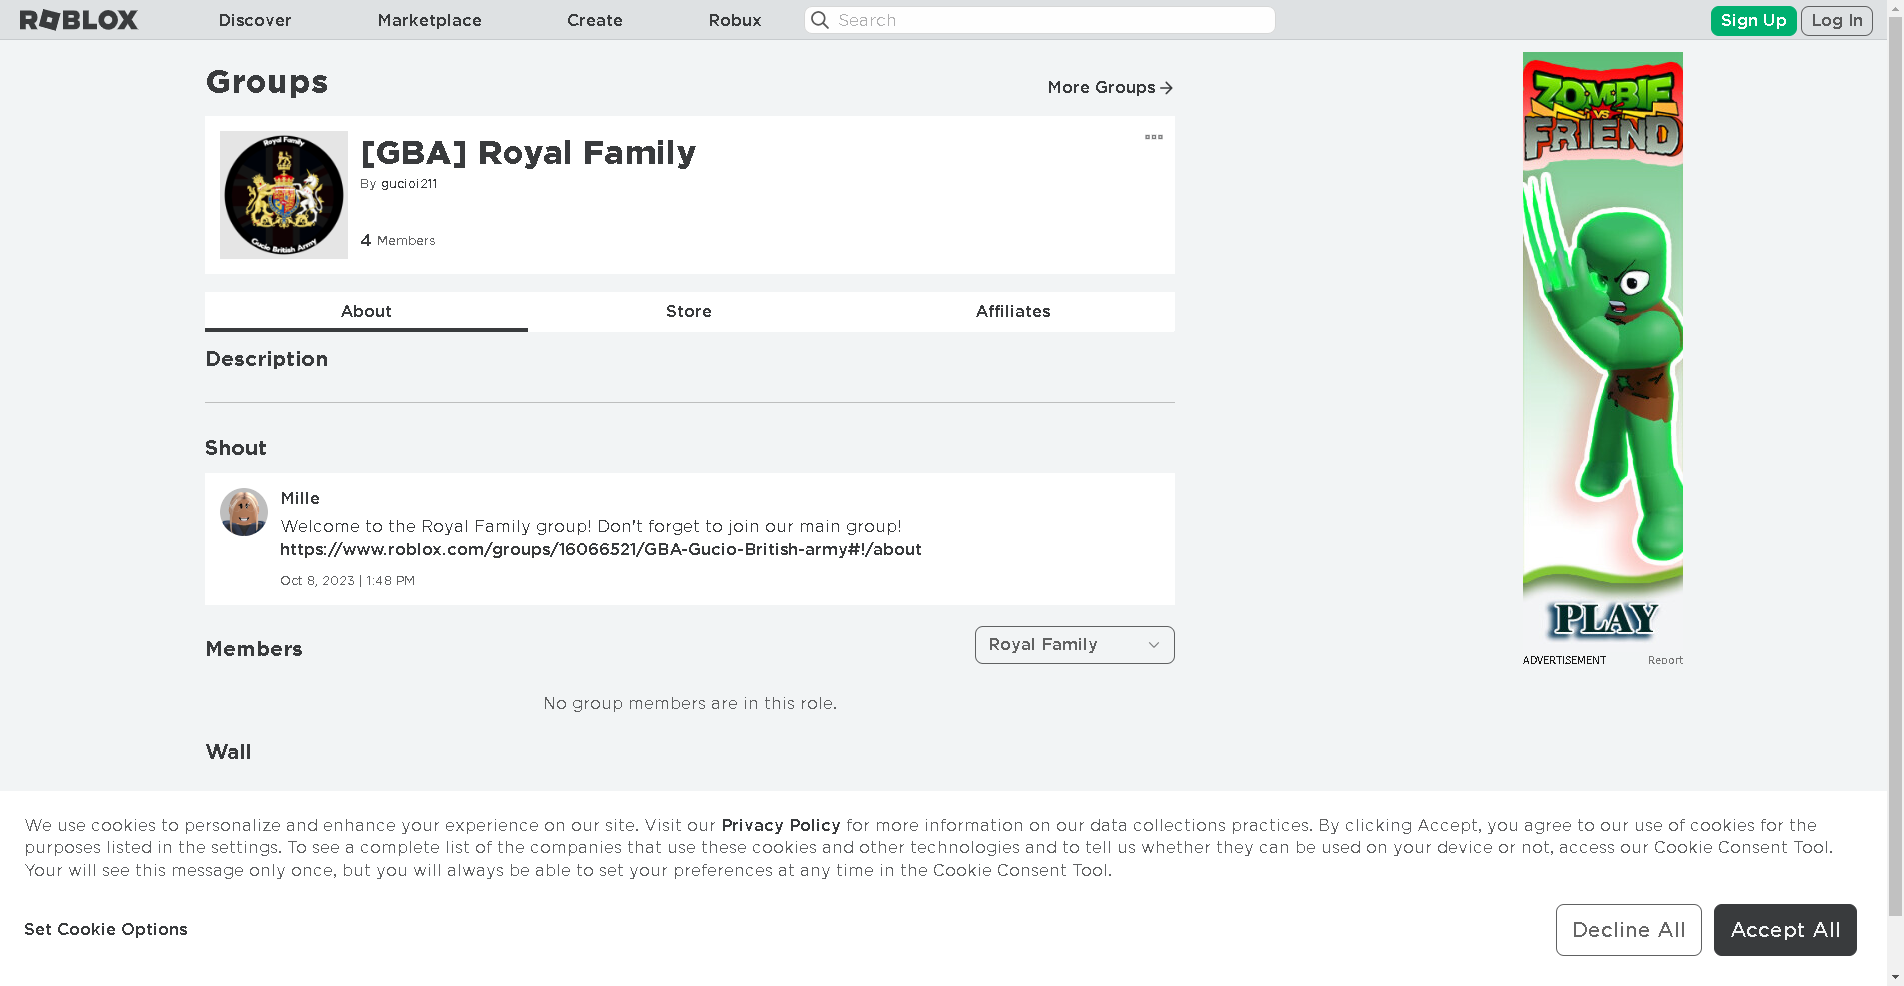 ROBLOX Discover Marketplace Create Robux Search Sign Up Log In
Groups
More Groups
Royal Family
Gucio British Army
[GBA] Royal Family
By gucioi211
4 Members
About Store Affiliates
Description
Shout
Mille
Welcome to the Royal Family group! Don't forget to join our main group!
https://www.roblox.com/groups/16066521/GBA-Gucio-British-army#!/about
Oct 8, 2023 | 1:48 PM
Members
Royal Family
No group members are in this role.
Wall
ZOMBIE
VS
FRIEND
PLAY
ADVERTISEMENT Report
We use cookies to personalize and enhance your experience on our site. Visit our Privacy Policy for more information on our data collections practices. By clicking Accept, you agree to our use of cookies for the
purposes listed in the settings. To see a complete list of the companies that use these cookies and other technologies and to tell us whether they can be used on your device or not, access our Cookie Consent Tool.
Your will see this message only once, but you will always be able to set your preferences at any time in the Cookie Consent Tool.
Set Cookie Options
Decline All Accept All